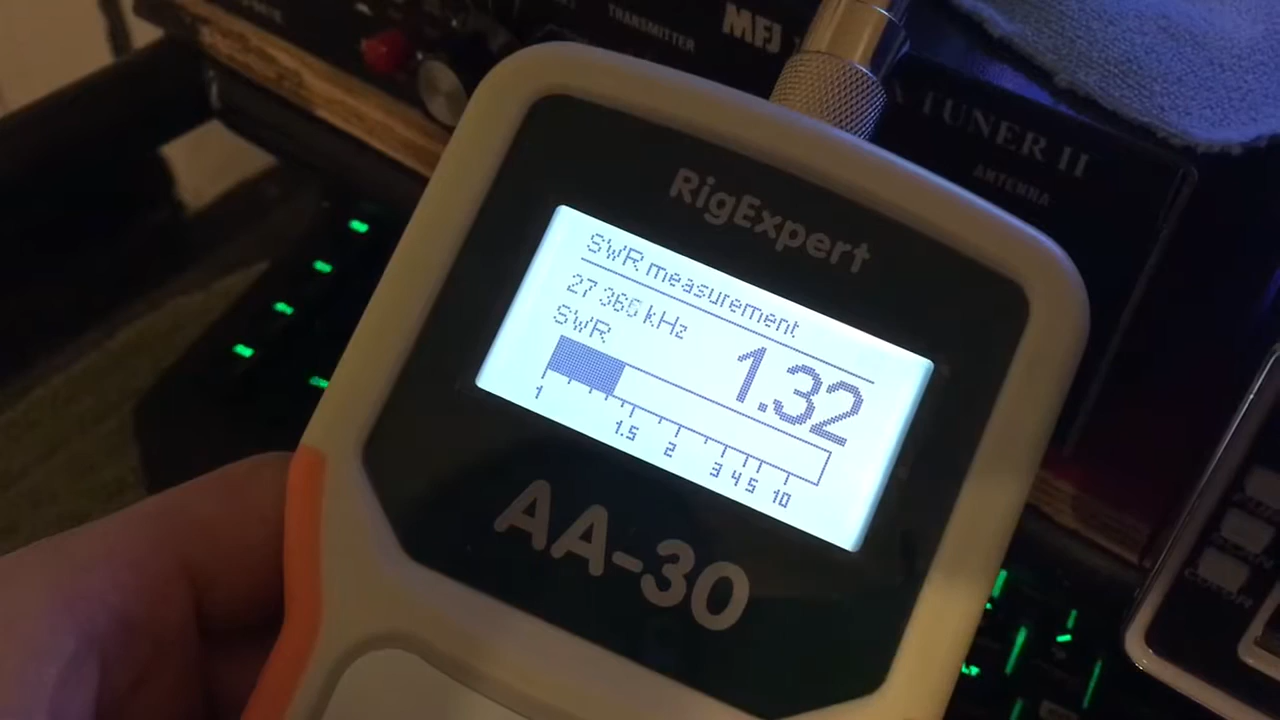 TRANSMITTER
MFJ
TUNER II
ANTENNA
RigExpert
SWR measurement
27 365 kHz
SWR
1.32
1 1.5 2 3 4 5 10
AA-30